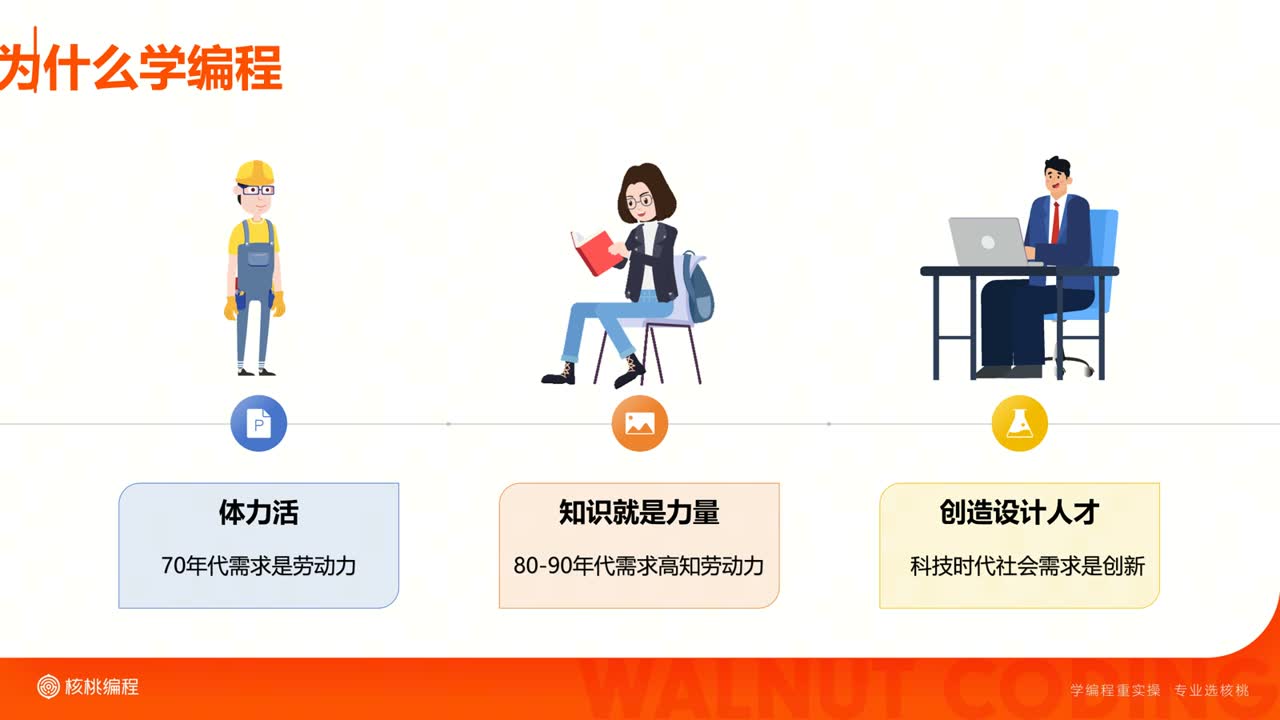 为什么学编程
P
体力活
70年代需求是劳动力
知识就是力量
80-90年代需求高知劳动力
创造设计人才
科技时代社会需求是创新
核桃编程
WALNUT CODING
学编程重实操 专业选核桃